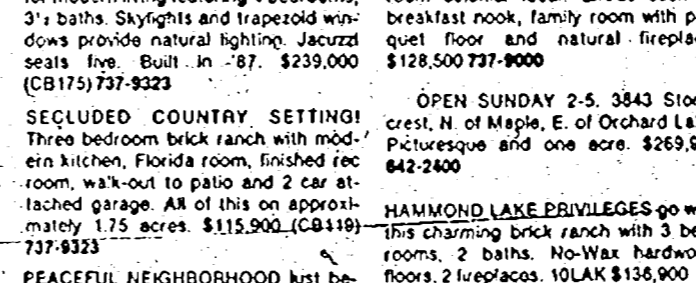 3½ baths. Skylights and trapezoid win-
dows provide natural lighting. Jacuzzi
seats five. Built in '87. $239,000
(CB175) 737-9323
SECLUDED COUNTRY SETTING!
Three bedroom brick ranch with mod-
ern kitchen, Florida room, finished rec
room, walk-out to patio and 2 car at-
tached garage. All of this on approxi-
mately 1.75 acres. $115,900 (CB119)
737-9323
PEACEFUL NEIGHBORHOOD just be-
breakfast nook, family room with p
quet floor and natural fireplac
$128,500 737-9000
OPEN SUNDAY 2-5. 3843 Sto
crest, N. of Maple, E. of Orchard La
Picturesque and one acre. $269,9
642-2400
HAMMOND LAKE PRIVILEGES go w
this charming brick ranch with 3 be
rooms, 2 baths. No-Wax hardwo
floors, 2 fireplaces. 10LAK $136,900